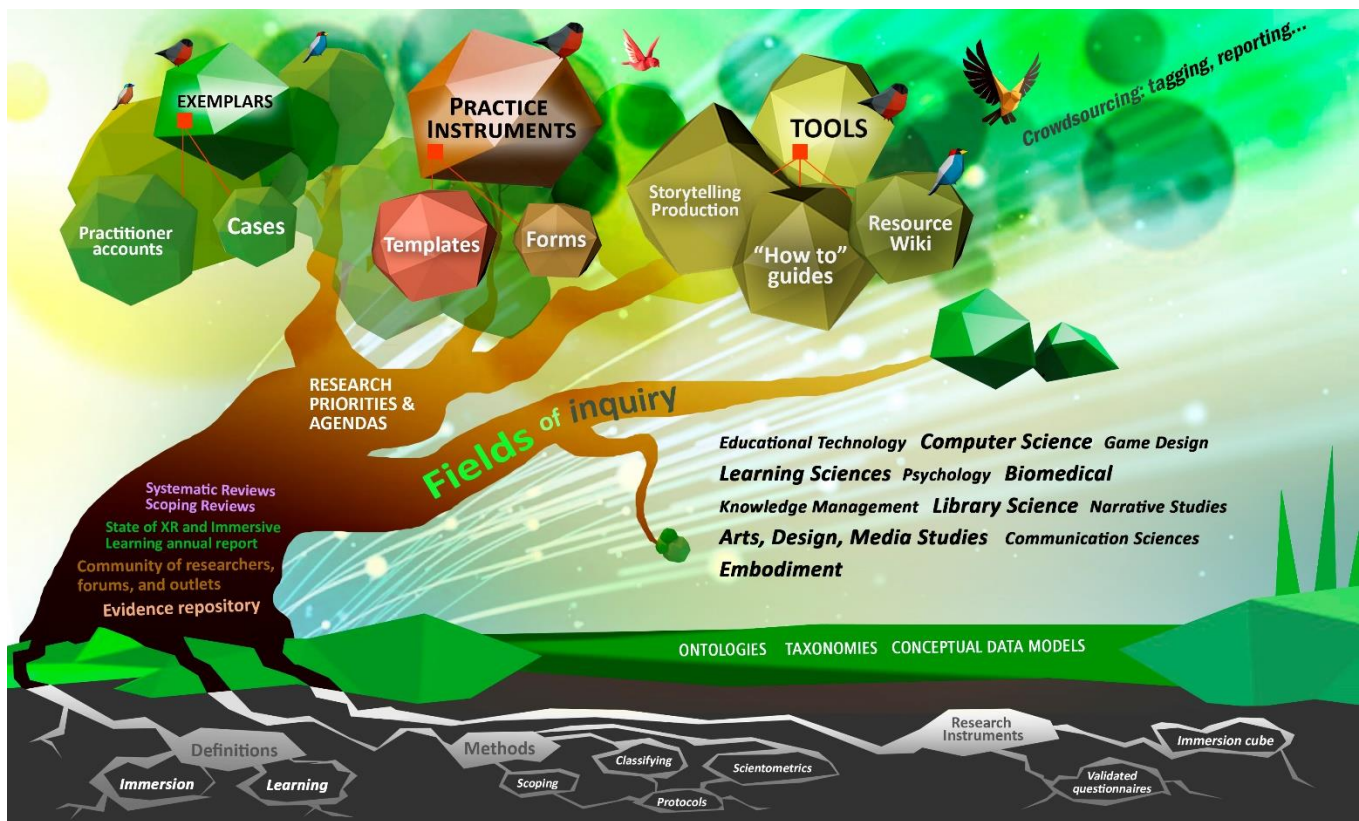 EXEMPLARS
Practitioner
accounts
Cases
PRACTICE
INSTRUMENTS
Templates
Forms
TOOLS
Storytelling
Production
“How to”
guides
Resource
Wiki
Crowdsourcing: tagging, reporting...
RESEARCH
PRIORITIES &
AGENDAS
Fields of inquiry
Educational Technology Computer Science Game Design
Learning Sciences Psychology Biomedical
Knowledge Management Library Science Narrative Studies
Arts, Design, Media Studies Communication Sciences
Embodiment
Systematic Reviews
Scoping Reviews
State of XR and Immersive
Learning annual report
Community of researchers,
forums, and outlets
Evidence repository
ONTOLOGIES TAXONOMIES CONCEPTUAL DATA MODELS
Definitions
Immersion
Learning
Methods
Scoping
Classifying
Protocols
Scientometrics
Research
Instruments
Validated
questionnaires
Immersion cube